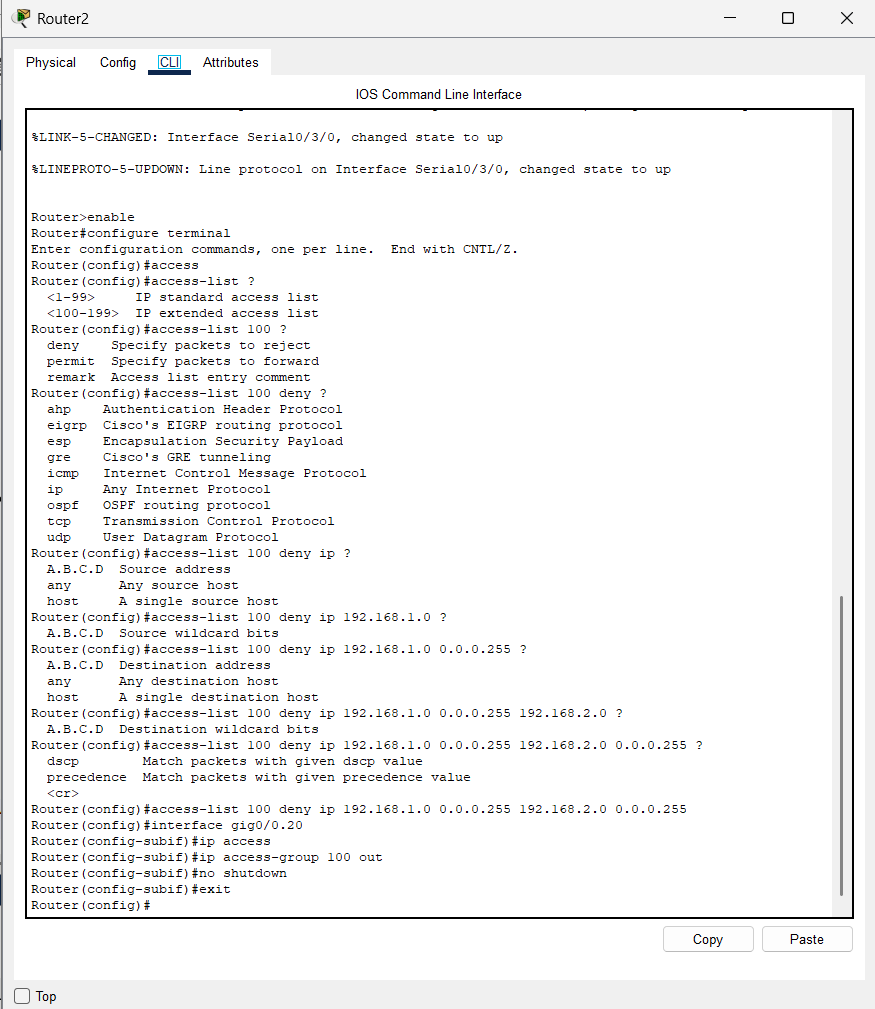 Router2
Physical Config CLI Attributes
IOS Command Line Interface
%LINK-5-CHANGED: Interface Serial0/3/0, changed state to up
%LINEPROTO-5-UPDOWN: Line protocol on Interface Serial0/3/0, changed state to up
Router>enable
Router#configure terminal
Enter configuration commands, one per line.  End with CNTL/Z.
Router(config)#access
Router(config)#access-list ?
  <1-99>     IP standard access list
  <100-199>  IP extended access list
Router(config)#access-list 100 ?
  deny    Specify packets to reject
  permit  Specify packets to forward
  remark  Access list entry comment
Router(config)#access-list 100 deny ?
  ahp    Authentication Header Protocol
  eigrp  Cisco's EIGRP routing protocol
  esp    Encapsulation Security Payload
  gre    Cisco's GRE tunneling
  icmp   Internet Control Message Protocol
  ip     Any Internet Protocol
  ospf   OSPF routing protocol
  tcp    Transmission Control Protocol
  udp    User Datagram Protocol
Router(config)#access-list 100 deny ip ?
  A.B.C.D  Source address
  any      Any source host
  host     A single source host
Router(config)#access-list 100 deny ip 192.168.1.0 ?
  A.B.C.D  Source wildcard bits
Router(config)#access-list 100 deny ip 192.168.1.0 0.0.0.255 ?
  A.B.C.D  Destination address
  any      Any destination host
  host     A single destination host
Router(config)#access-list 100 deny ip 192.168.1.0 0.0.0.255 192.168.2.0 ?
  A.B.C.D  Destination wildcard bits
Router(config)#access-list 100 deny ip 192.168.1.0 0.0.0.255 192.168.2.0 0.0.0.255 ?
  dscp        Match packets with given dscp value
  precedence  Match packets with given precedence value
  <cr>
Router(config)#access-list 100 deny ip 192.168.1.0 0.0.0.255 192.168.2.0 0.0.0.255
Router(config)#interface gig0/0.20
Router(config-subif)#ip access
Router(config-subif)#ip access-group 100 out
Router(config-subif)#no shutdown
Router(config-subif)#exit
Router(config)#
Copy Paste
Top